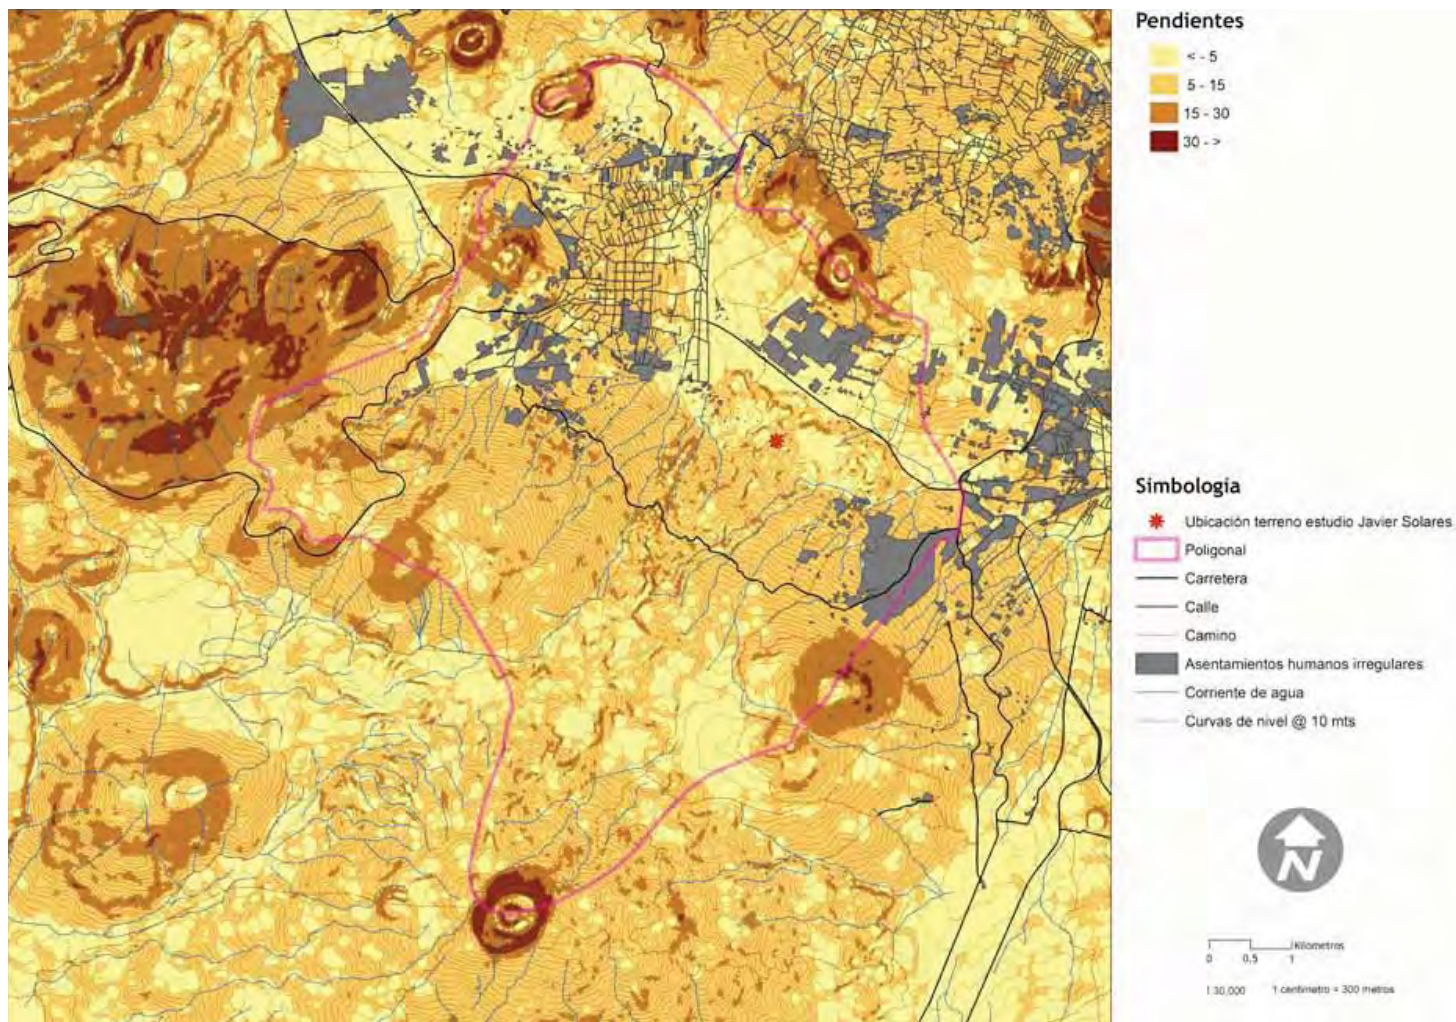 Pendientes
< - 5
5 - 15
15 - 30
30 - >
Simbología
Ubicación terreno estudio Javier Solares
Poligonal
Carretera
Calle
Camino
Asentamientos humanos irregulares
Corriente de agua
Curvas de nivel @ 10 mts
N
Kilometros
0 0.5 1
1:30,000 1 centimetro = 300 metros